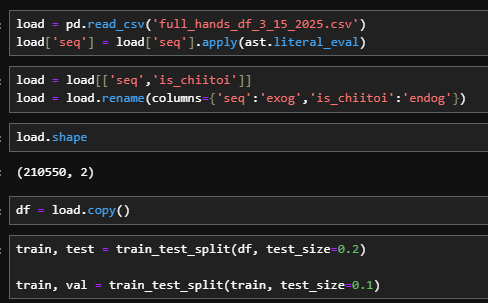 load = pd.read_csv('full_hands_df_3_15_2025.csv')
load['seq'] = load['seq'].apply(ast.literal_eval)
load = load[['seq','is_chiitoi']]
load = load.rename(columns={'seq':'exog','is_chiitoi':'endog'})
load.shape
(210550, 2)
df = load.copy()
train, test = train_test_split(df, test_size=0.2)
train, val = train_test_split(train, test_size=0.1)